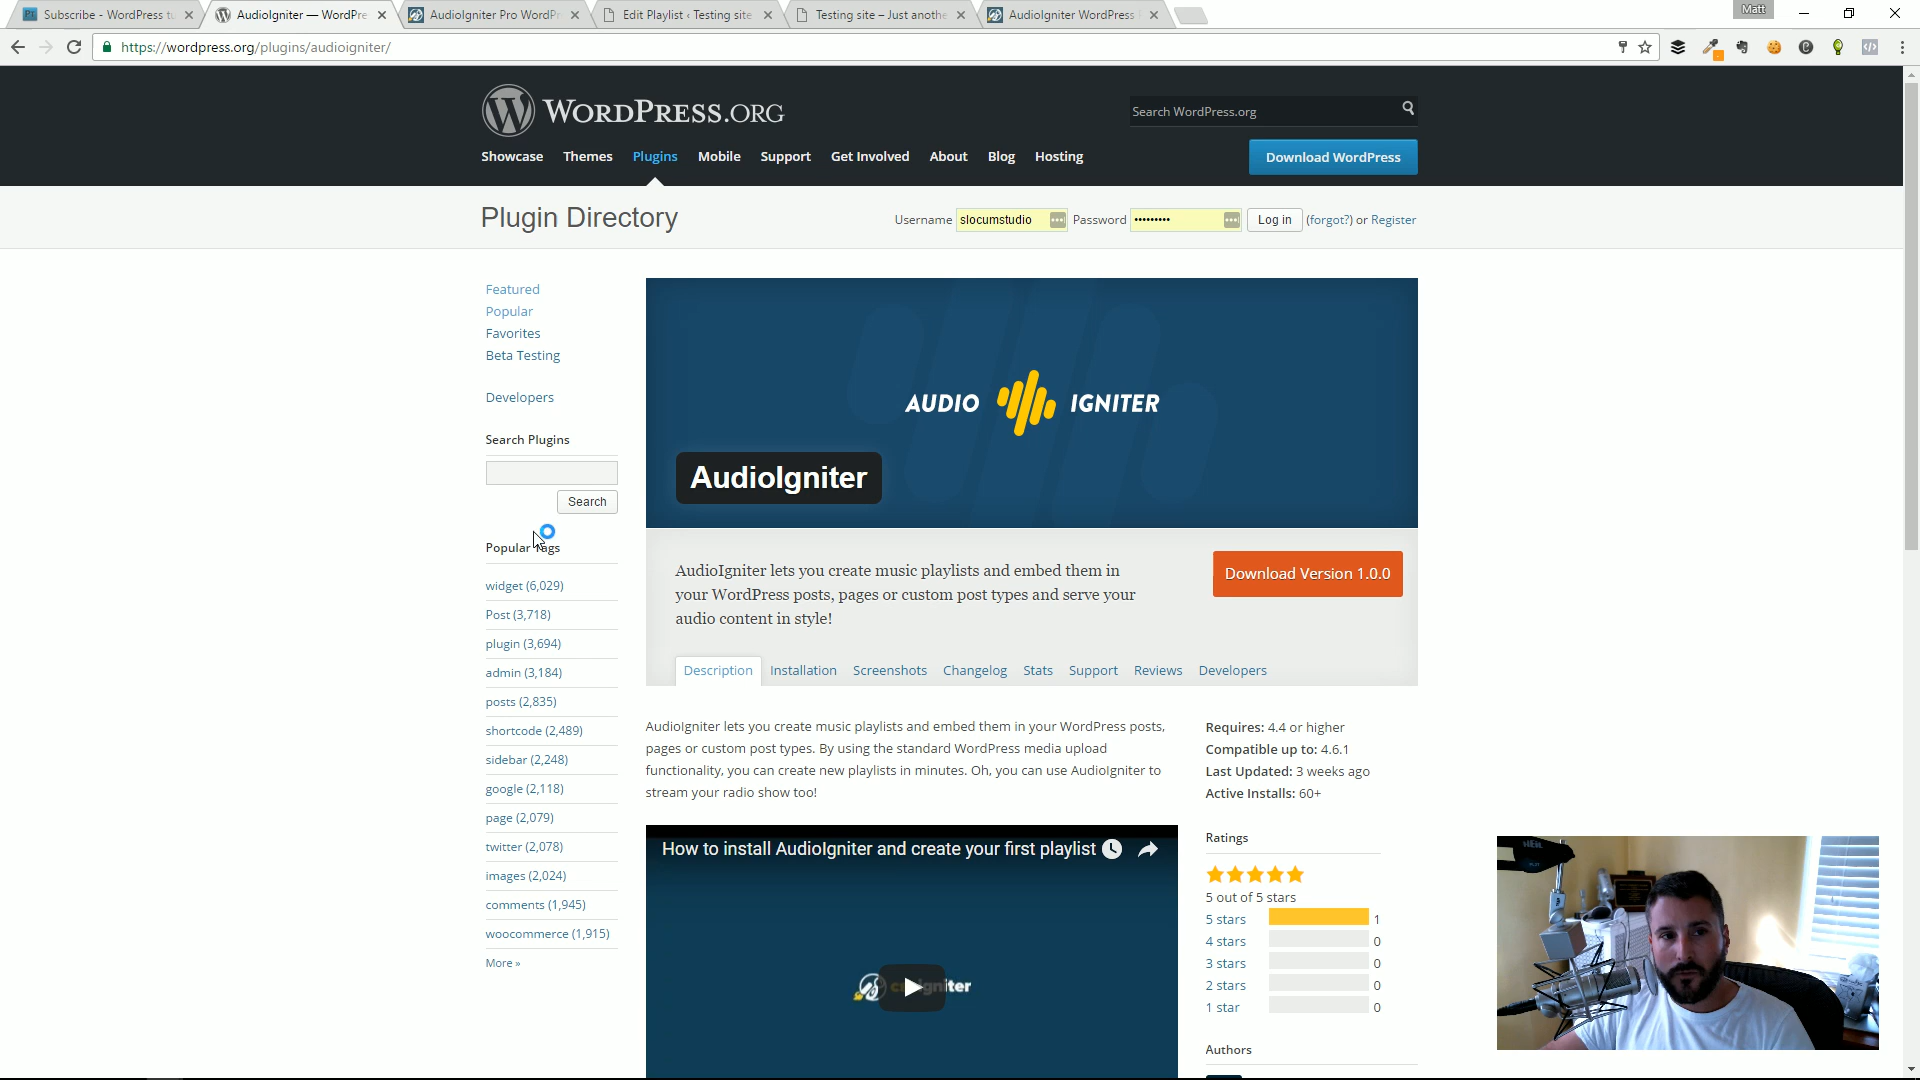 Subscribe - WordPress tu
AudioIgniter — WordPre
AudioIgniter Pro WordPr
Edit Playlist ‹ Testing site
Testing site – Just anothe
AudioIgniter WordPress
Matt
https://wordpress.org/plugins/audioigniter/
WORDPRESS.ORG
Search WordPress.org
Showcase Themes Plugins Mobile Support Get Involved About Blog Hosting
Download WordPress
Plugin Directory
Username slocumstudio Password ••••••••• Log in (forgot?) or Register
Featured
Popular
Favorites
Beta Testing
Developers
Search Plugins
Search
Popular Tags
widget (6,029)
Post (3,718)
plugin (3,694)
admin (3,184)
posts (2,835)
shortcode (2,489)
sidebar (2,248)
google (2,118)
page (2,079)
twitter (2,078)
images (2,024)
comments (1,945)
woocommerce (1,915)
More »
AUDIO IGNITER
AudioIgniter
AudioIgniter lets you create music playlists and embed them in
your WordPress posts, pages or custom post types and serve your
audio content in style!
Download Version 1.0.0
Description Installation Screenshots Changelog Stats Support Reviews Developers
AudioIgniter lets you create music playlists and embed them in your WordPress posts,
pages or custom post types. By using the standard WordPress media upload
functionality, you can create new playlists in minutes. Oh, you can use AudioIgniter to
stream your radio show too!
How to install AudioIgniter and create your first playlist
Requires: 4.4 or higher
Compatible up to: 4.6.1
Last Updated: 3 weeks ago
Active Installs: 60+
Ratings
5 out of 5 stars
5 stars 1
4 stars 0
3 stars 0
2 stars 0
1 star 0
Authors